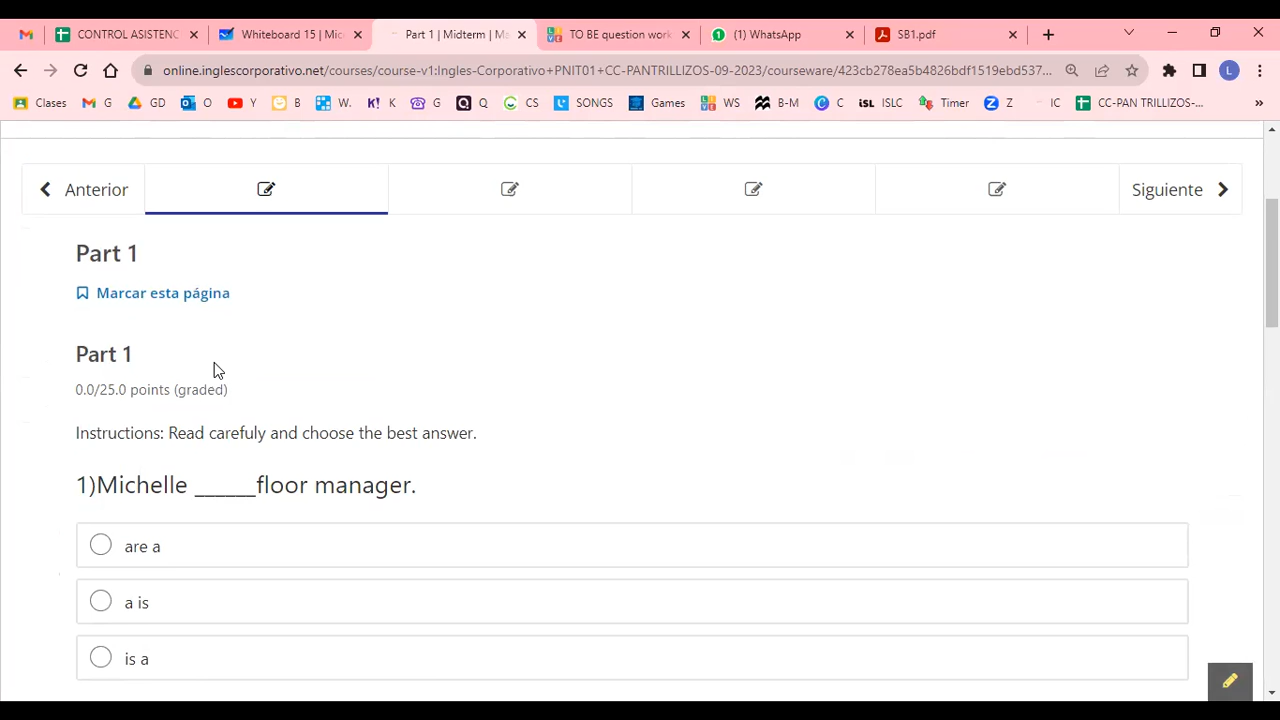 CONTROL ASISTENC
Whiteboard 15 | Mic
Part 1 | Midterm | Ma
TO BE question work
(1) WhatsApp
SB1.pdf
online.inglescorporativo.net/courses/course-v1:Ingles-Corporativo+PNIT01+CC-PANTRILLIZOS-09-2023/courseware/423cb278ea5b4826bdf1519ebd537...
L
Clases
G
GD
O
Y
B
W.
K
G
Q
CS
SONGS
Games
WS
B-M
C
ISLC
Timer
Z
IC
CC-PAN TRILLIZOS-...
»
Anterior
Siguiente
Part 1
Marcar esta página
Part 1
0.0/25.0 points (graded)
Instructions: Read carefuly and choose the best answer.
1)Michelle ______floor manager.
are a
a is
is a